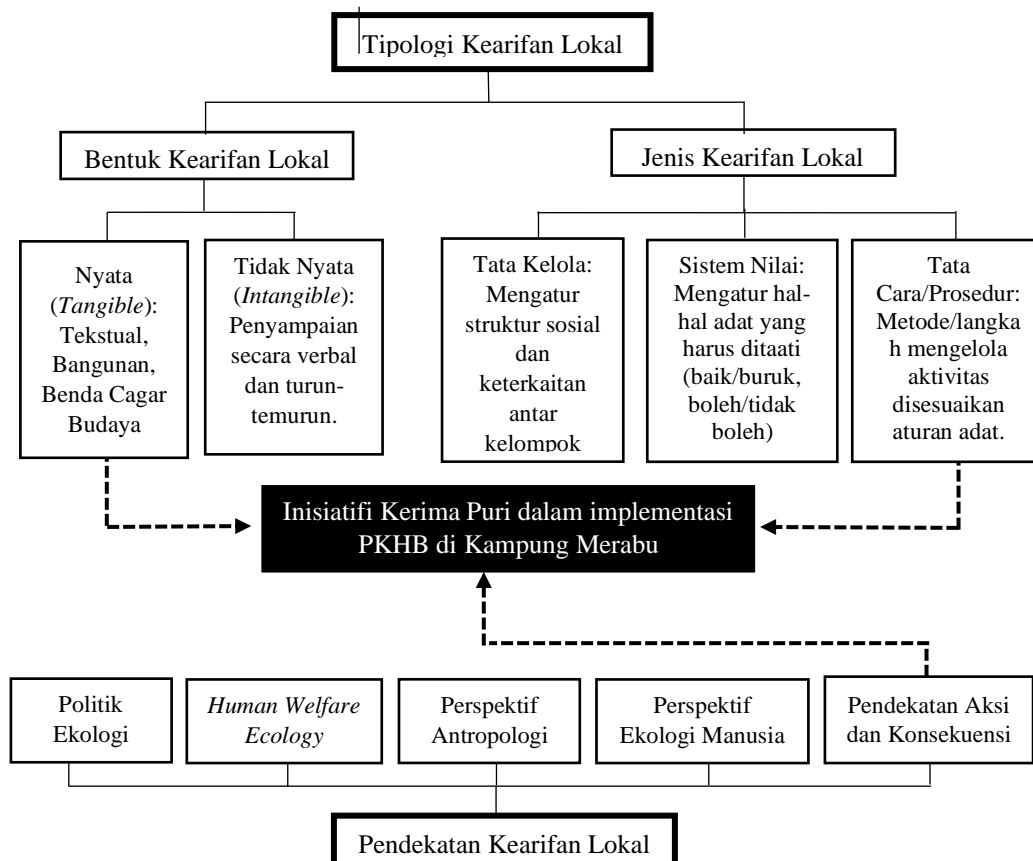 Tipologi Kearifan Lokal
Bentuk Kearifan Lokal
Jenis Kearifan Lokal
Nyata
(Tangible):
Tekstual,
Bangunan,
Benda Cagar
Budaya
Tidak Nyata
(Intangible):
Penyampaian
secara verbal
dan turun-
temurun.
Tata Kelola:
Mengatur
struktur sosial
dan
keterkaitan
antar
kelompok
Sistem Nilai:
Mengatur hal-
hal adat yang
harus ditaati
(baik/buruk,
boleh/tidak
boleh)
Tata
Cara/Prosedur:
Metode/langka
h mengelola
aktivitas
disesuaikan
aturan adat.
Inisiatifi Kerima Puri dalam implementasi
PKHB di Kampung Merabu
Politik
Ekologi
Human Welfare
Ecology
Perspektif
Antropologi
Perspektif
Ekologi Manusia
Pendekatan Aksi
dan Konsekuensi
Pendekatan Kearifan Lokal